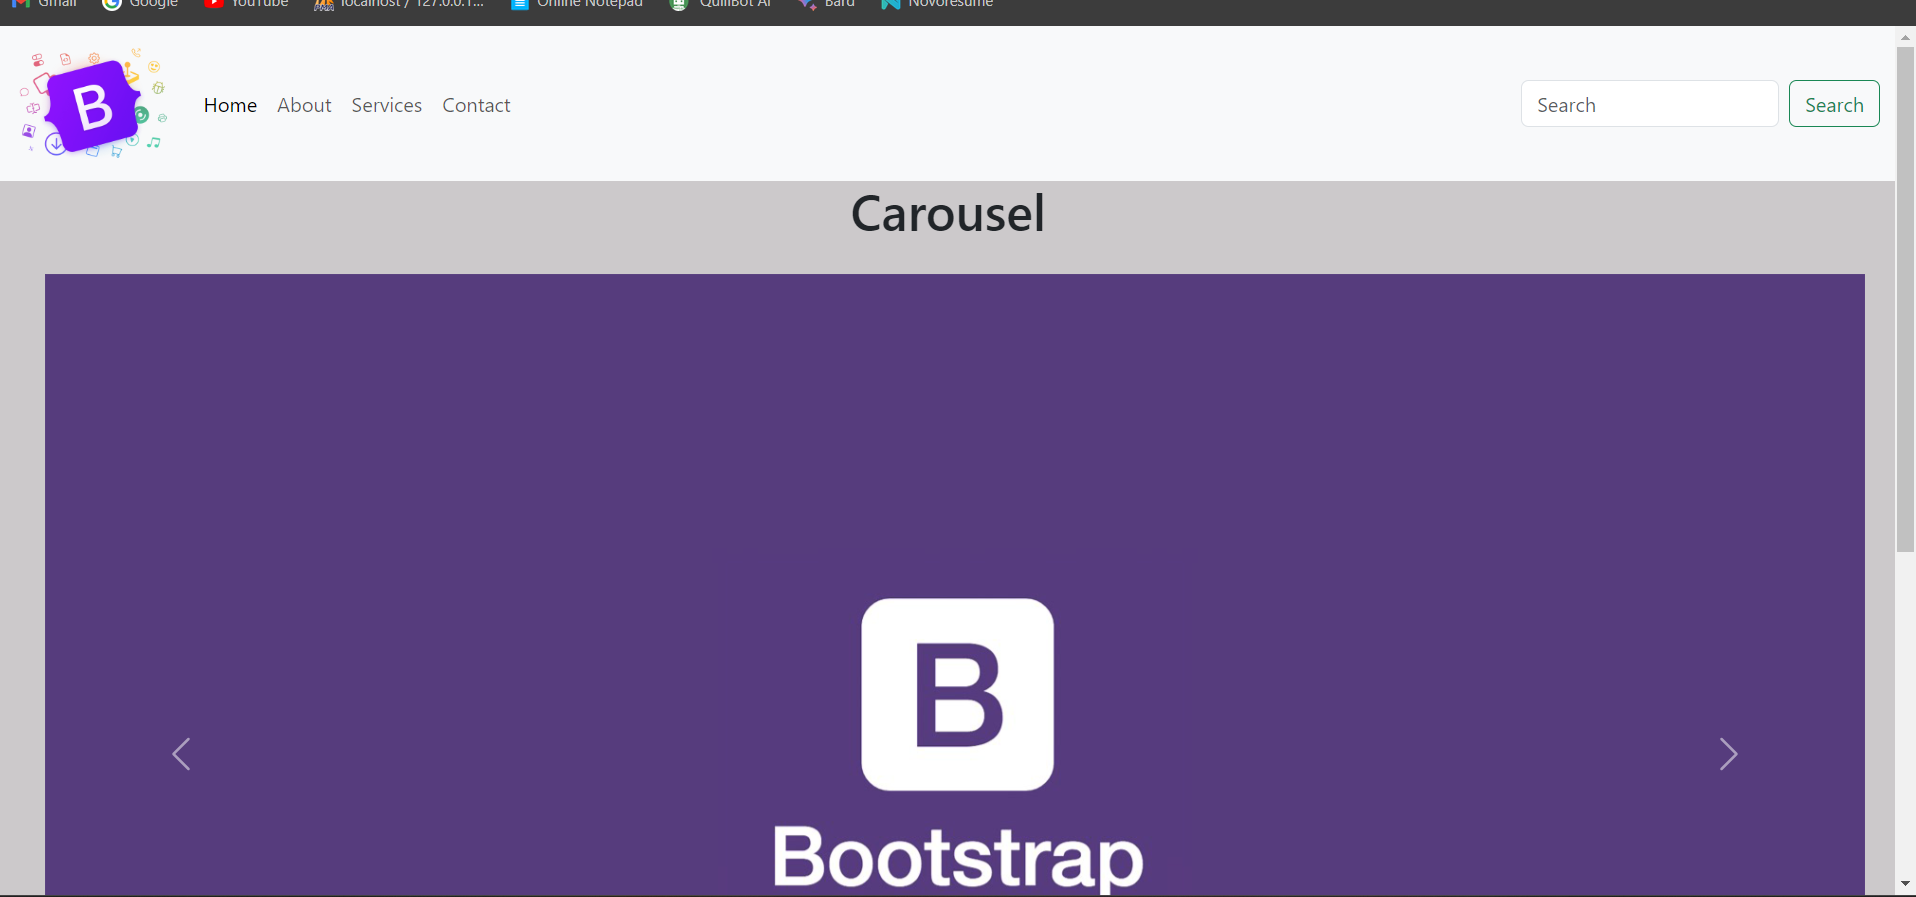 Gmail Google YouTube localhost / 127.0.0.1... Online Notepad QuillBot AI Bard Novoresume
B Home About Services Contact Search Search
Carousel
B
Bootstrap